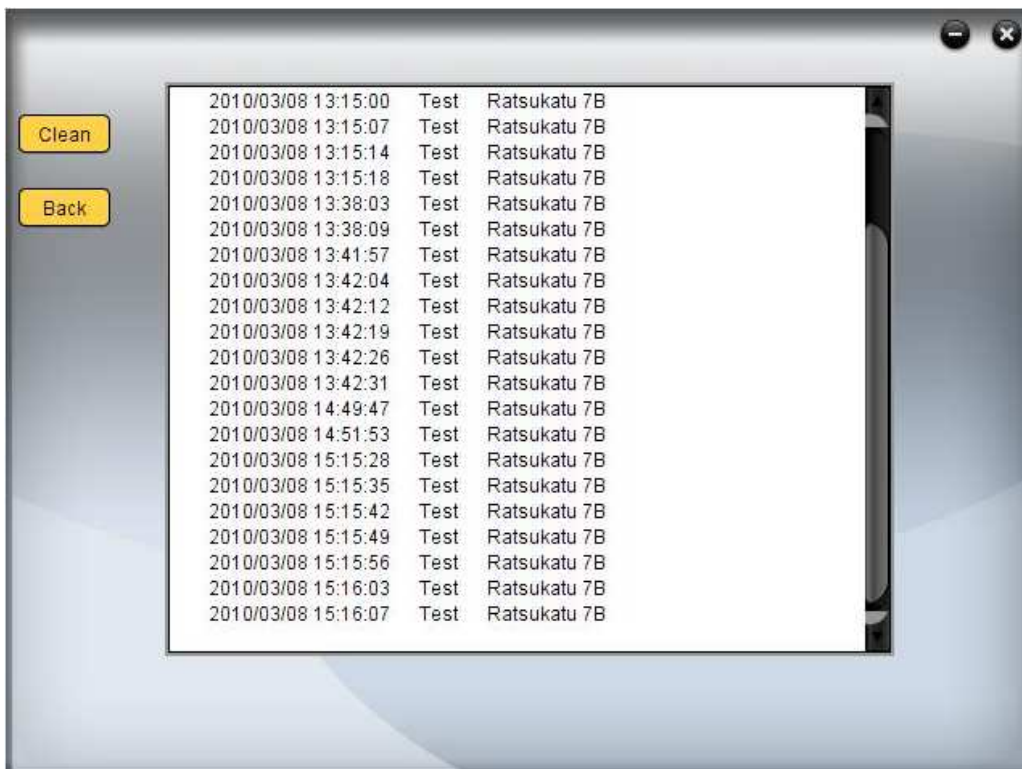 Clean
Back
2010/03/08 13:15:00 Test Ratsukatu 7B
2010/03/08 13:15:07 Test Ratsukatu 7B
2010/03/08 13:15:14 Test Ratsukatu 7B
2010/03/08 13:15:18 Test Ratsukatu 7B
2010/03/08 13:38:03 Test Ratsukatu 7B
2010/03/08 13:38:09 Test Ratsukatu 7B
2010/03/08 13:41:57 Test Ratsukatu 7B
2010/03/08 13:42:04 Test Ratsukatu 7B
2010/03/08 13:42:12 Test Ratsukatu 7B
2010/03/08 13:42:19 Test Ratsukatu 7B
2010/03/08 13:42:26 Test Ratsukatu 7B
2010/03/08 13:42:31 Test Ratsukatu 7B
2010/03/08 14:49:47 Test Ratsukatu 7B
2010/03/08 14:51:53 Test Ratsukatu 7B
2010/03/08 15:15:28 Test Ratsukatu 7B
2010/03/08 15:15:35 Test Ratsukatu 7B
2010/03/08 15:15:42 Test Ratsukatu 7B
2010/03/08 15:15:49 Test Ratsukatu 7B
2010/03/08 15:15:56 Test Ratsukatu 7B
2010/03/08 15:16:03 Test Ratsukatu 7B
2010/03/08 15:16:07 Test Ratsukatu 7B